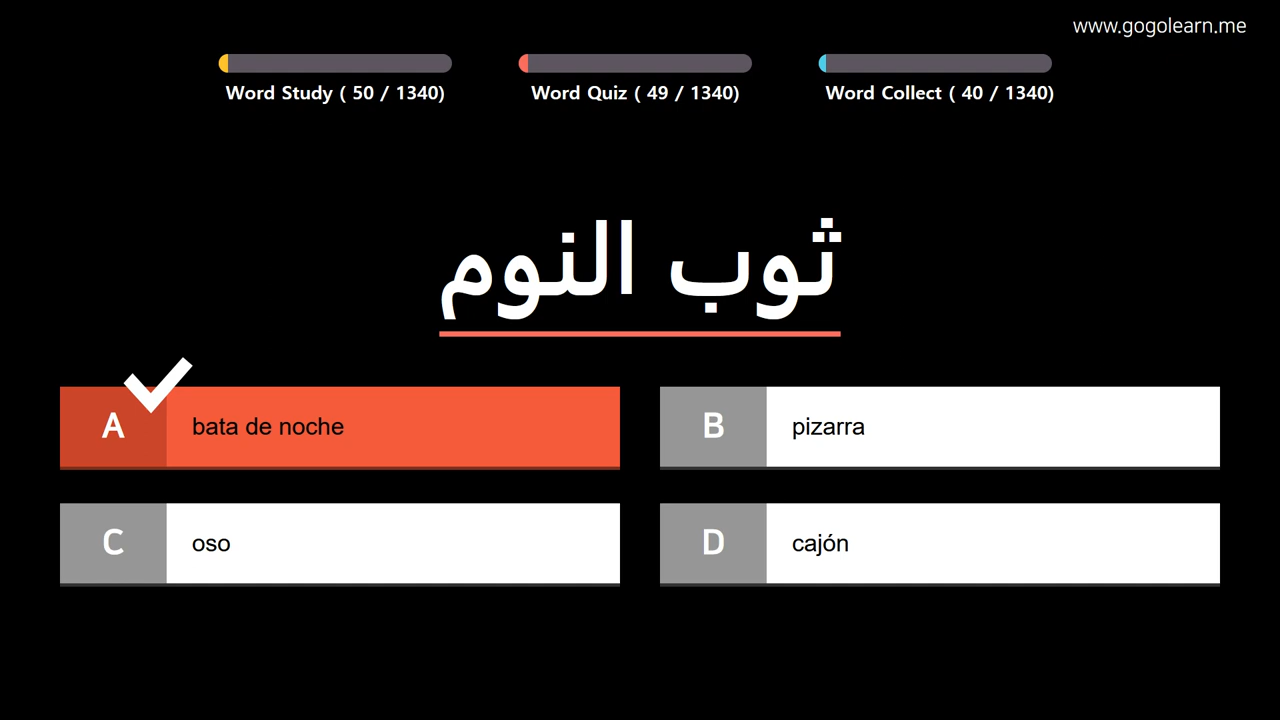 www.gogolearn.me
Word Study ( 50 / 1340)
Word Quiz ( 49 / 1340)
Word Collect ( 40 / 1340)
ثوب النوم
A
bata de noche
B
pizarra
C
oso
D
cajón